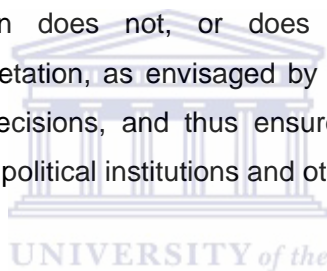 n does not, or does
etation, as envisaged by
ecisions, and thus ensure
political institutions and ot
UNIVERSITY of the